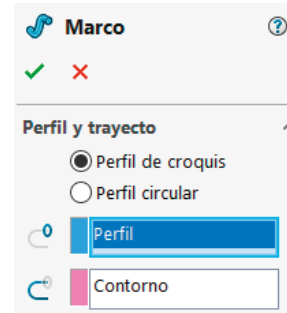 Marco
Perfil y trayecto
Perfil de croquis
Perfil circular
Perfil
Contorno